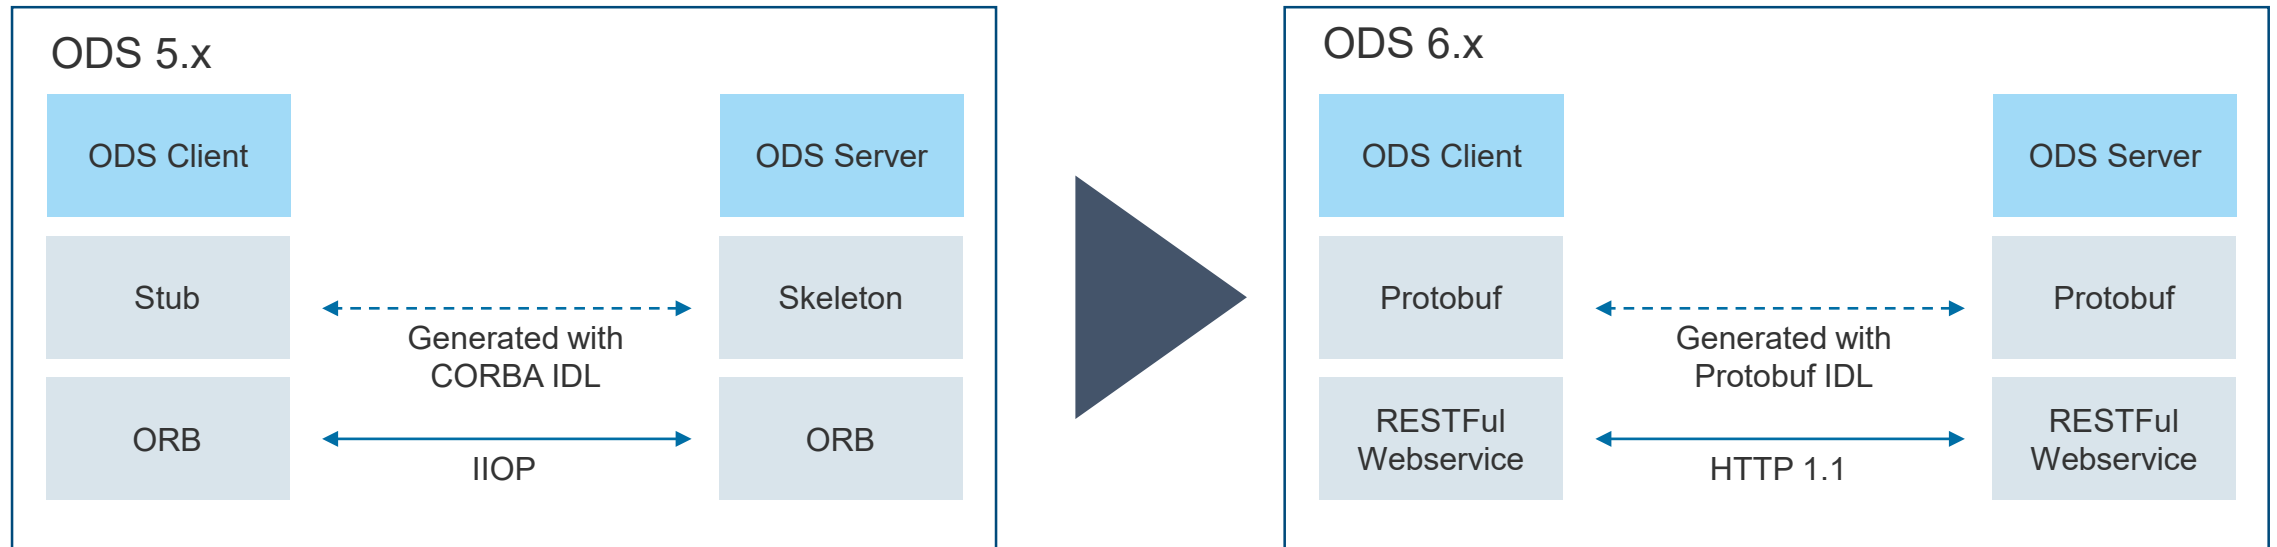 ODS 5.x
ODS Client
ODS Server
Stub
Skeleton
Generated with
CORBA IDL
ORB
ORB
IIOP
ODS 6.x
ODS Client
ODS Server
Protobuf
Protobuf
Generated with
Protobuf IDL
RESTFul
Webservice
RESTFul
Webservice
HTTP 1.1